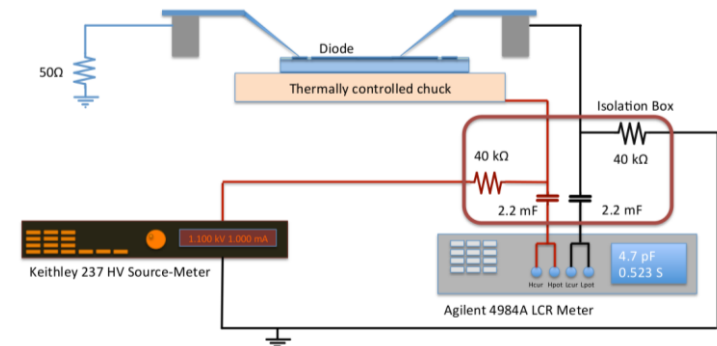 50Ω
Diode
Thermally controlled chuck
Isolation Box
40 kΩ
40 kΩ
2.2 mF
2.2 mF
1.100 kV 1.000 mA
Keithley 237 HV Source-Meter
4.7 pF
0.523 S
Hcur Hpot Lcur Lpot
Agilent 4984A LCR Meter